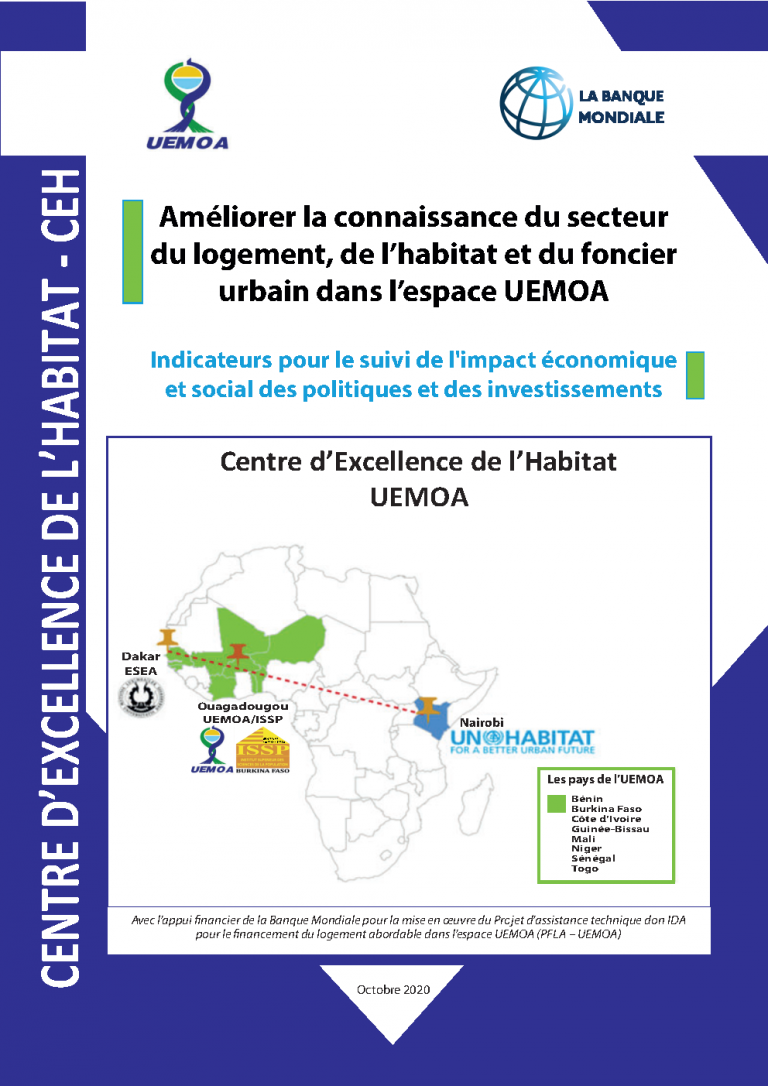 UEMOA
LA BANQUE
MONDIALE
CENTRE D'EXCELLENCE DE L'HABITAT - CEH
Améliorer la connaissance du secteur
du logement, de l'habitat et du foncier
urbain dans l'espace UEMOA
Indicateurs pour le suivi de l'impact économique
et social des politiques et des investissements
Centre d'Excellence de l'Habitat
UEMOA
Dakar
ESEA
Ouagadougou
UEMOA/ISSP
UEMOA
ISSP
BURKINA FASO
Nairobi
UN HABITAT
FOR A BETTER URBAN FUTURE
Les pays de l'UEMOA
Bénin
Burkina Faso
Côte d'Ivoire
Guinée-Bissau
Mali
Niger
Sénégal
Togo
Avec l'appui financier de la Banque Mondiale pour la mise en œuvre du Projet d'assistance technique don IDA
pour le financement du logement abordable dans l'espace UEMOA (PFLA – UEMOA)
Octobre 2020